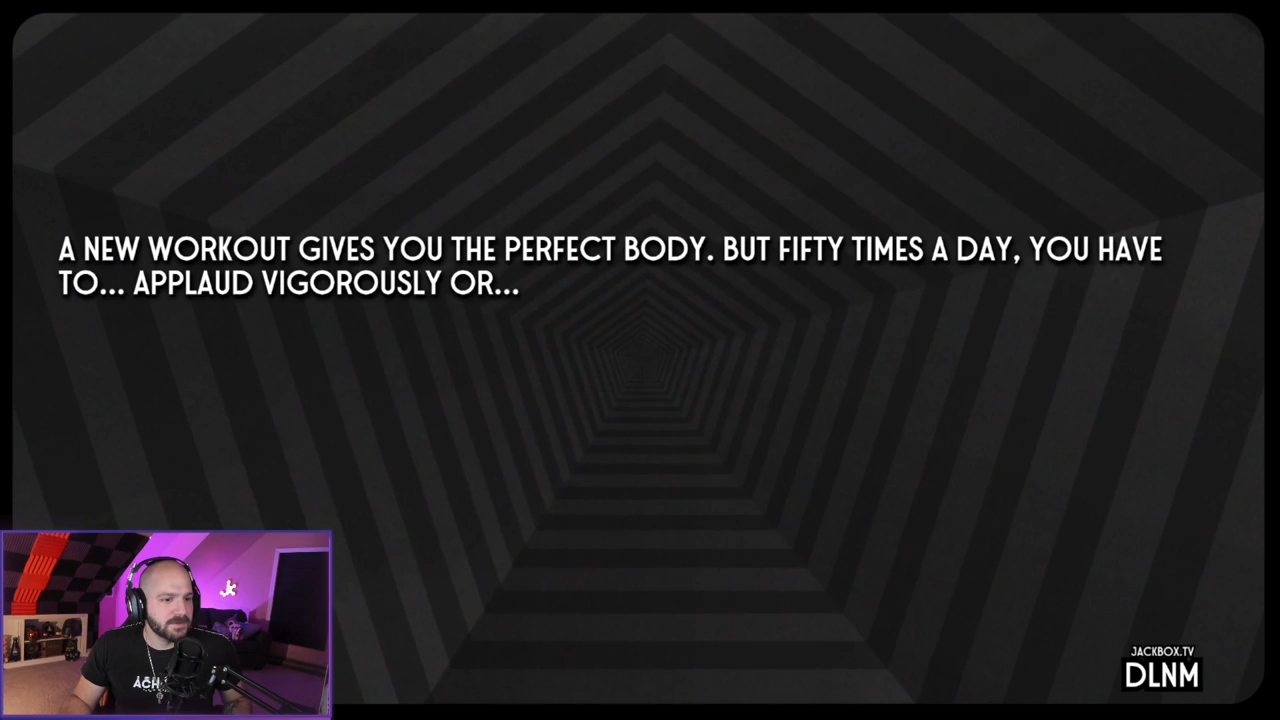 A NEW WORKOUT GIVES YOU THE PERFECT BODY. BUT FIFTY TIMES A DAY, YOU HAVE
TO... APPLAUD VIGOROUSLY OR...
JACKBOX.TV
DLNM